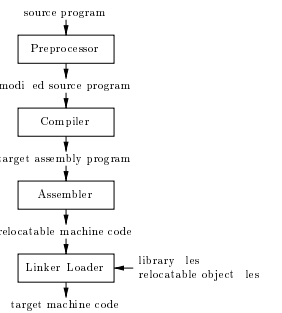 source program
Preprocessor
modi ed source program
Compiler
target assembly program
Assembler
relocatable machine code
Linker Loader
library les
relocatable object les
target machine code